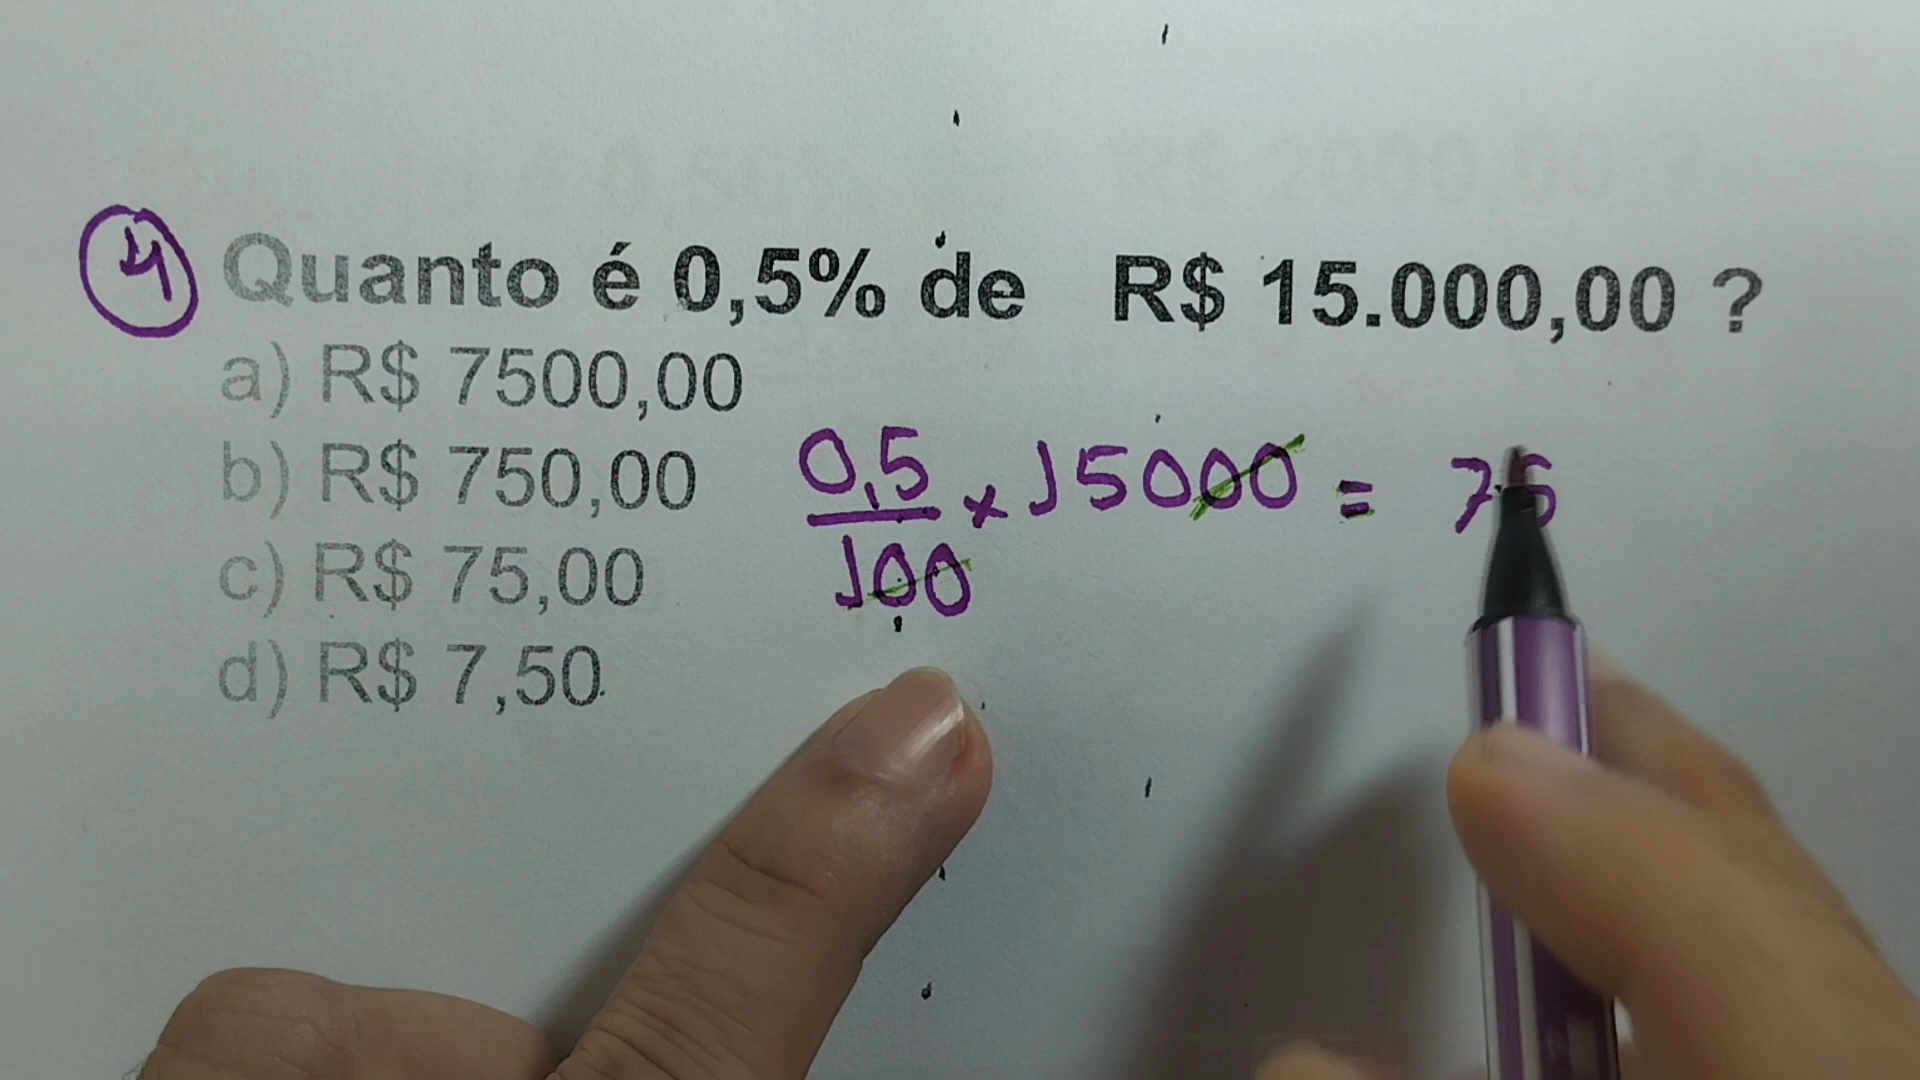 4 Quanto é 0,5% de R$ 15.000,00 ?
a) R$ 7500,00
b) R$ 750,00
c) R$ 75,00
d) R$ 7,50
0,5 × 15000 = 75
100